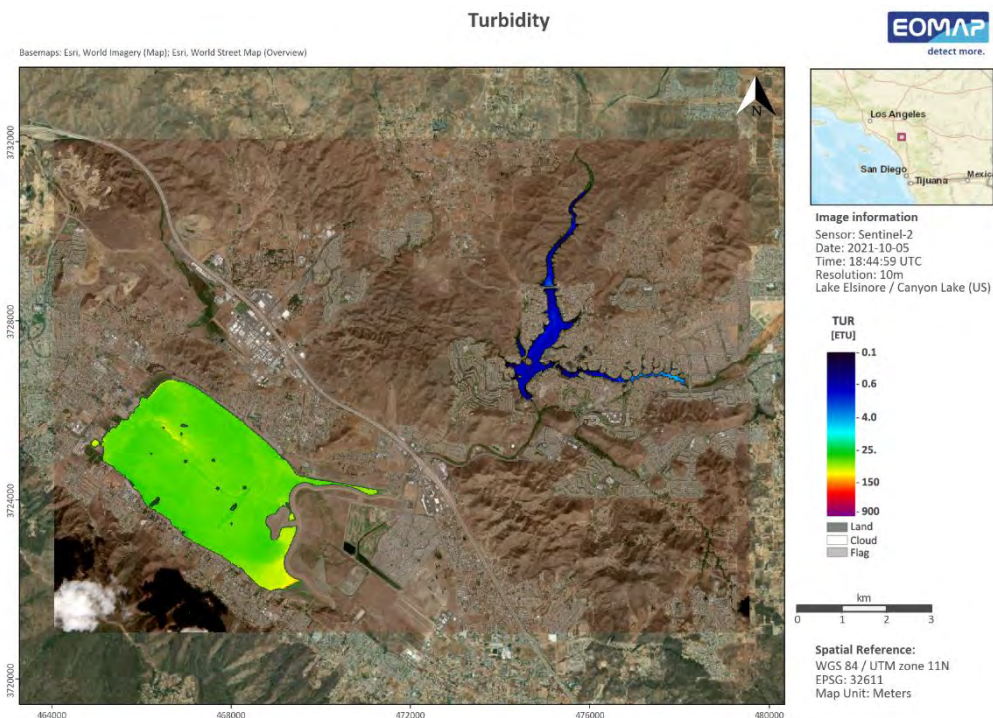 Turbidity
EOMAP
detect more.
Basemaps: Esri, World Imagery (Map); Esri, World Street Map (Overview)
N
3732000
3728000
3724000
3720000
464000
468000
472000
476000
480000
Los Angeles
San Diego
Tijuana
Mexica
Image information
Sensor: Sentinel-2
Date: 2021-10-05
Time: 18:44:59 UTC
Resolution: 10m
Lake Elsinore / Canyon Lake (US)
TUR
[ETU]
- 0.1
- 0.6
- 4.0
- 25.
- 150
- 900
Land
Cloud
Flag
km
0 1 2 3
Spatial Reference:
WGS 84 / UTM zone 11N
EPSG: 32611
Map Unit: Meters